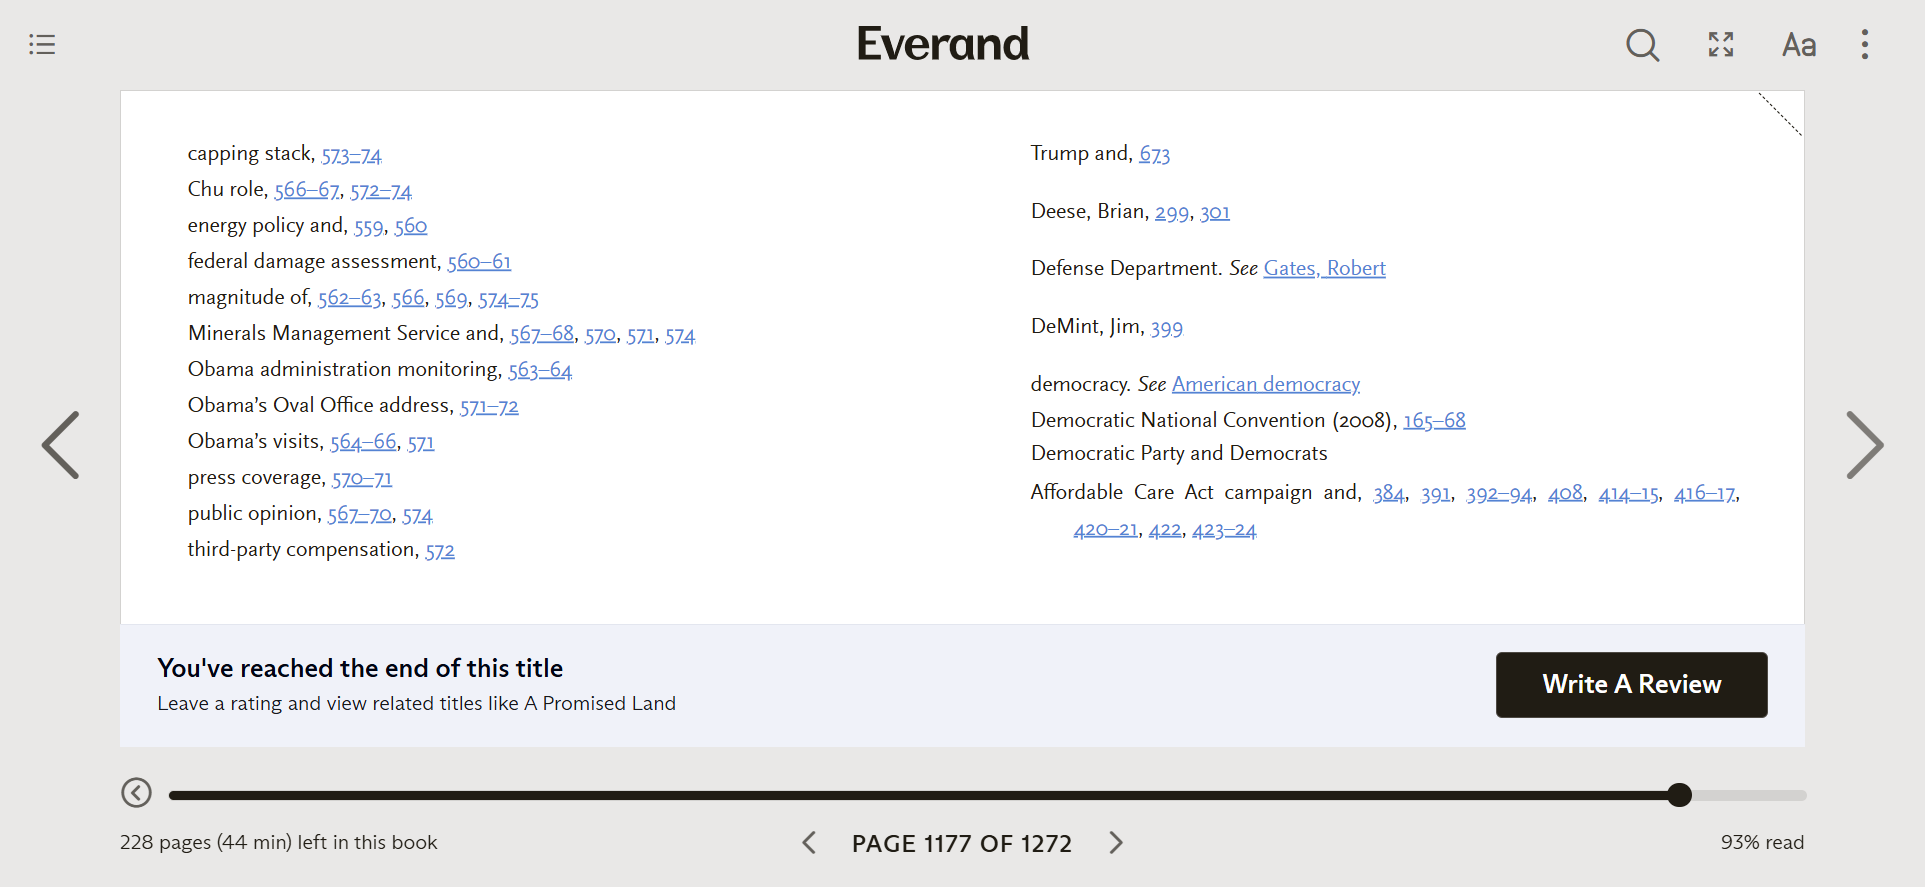 Everand
Aa
capping stack, 573–74
Chu role, 566–67, 572–74
energy policy and, 559, 560
federal damage assessment, 560–61
magnitude of, 562–63, 566, 569, 574–75
Minerals Management Service and, 567–68, 570, 571, 574
Obama administration monitoring, 563–64
Obama’s Oval Office address, 571–72
Obama’s visits, 564–66, 571
press coverage, 570–71
public opinion, 567–70, 574
third-party compensation, 572
Trump and, 673
Deese, Brian, 299, 301
Defense Department. See Gates, Robert
DeMint, Jim, 399
democracy. See American democracy
Democratic National Convention (2008), 165–68
Democratic Party and Democrats
Affordable Care Act campaign and, 384, 391, 392–94, 408, 414–15, 416–17,
420–21, 422, 423–24
You've reached the end of this title
Leave a rating and view related titles like A Promised Land
Write A Review
228 pages (44 min) left in this book
PAGE 1177 OF 1272
93% read